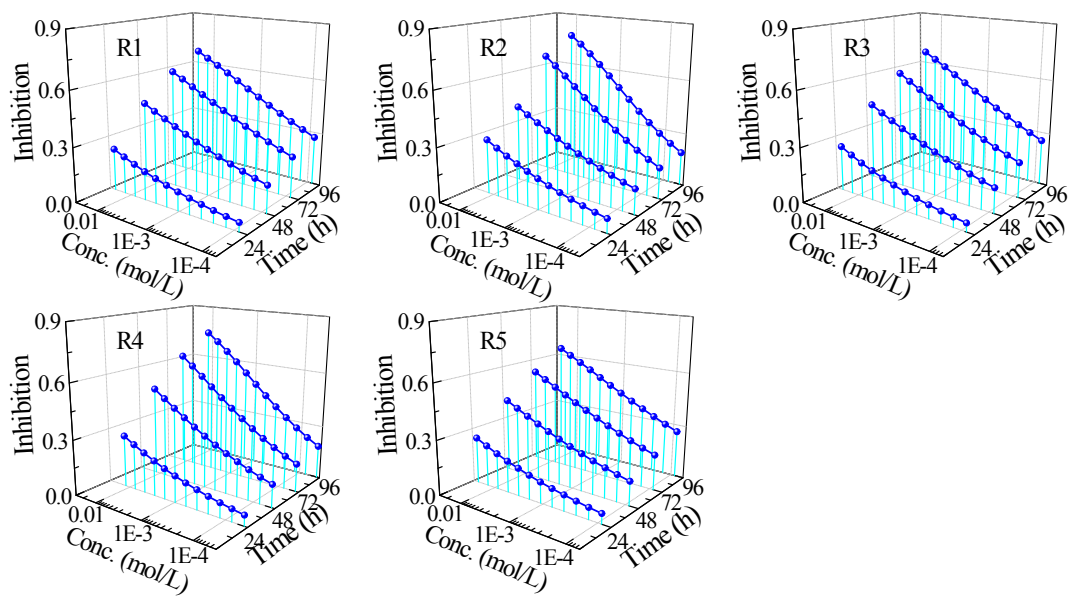 R1
0.9
0.6
0.3
0.0
Inhibition
0.01
1E-3
1E-4
Conc. (mol/L)
24
48
72
96
Time (h)
R2
0.9
0.6
0.3
0.0
Inhibition
0.01
1E-3
1E-4
Conc. (mol/L)
24
48
72
96
Time (h)
R3
0.9
0.6
0.3
0.0
Inhibition
0.01
1E-3
1E-4
Conc. (mol/L)
24
48
72
96
Time (h)
R4
0.9
0.6
0.3
0.0
Inhibition
0.01
1E-3
1E-4
Conc. (mol/L)
24
48
72
96
Time (h)
R5
0.9
0.6
0.3
0.0
Inhibition
0.01
1E-3
1E-4
Conc. (mol/L)
24
48
72
96
Time (h)